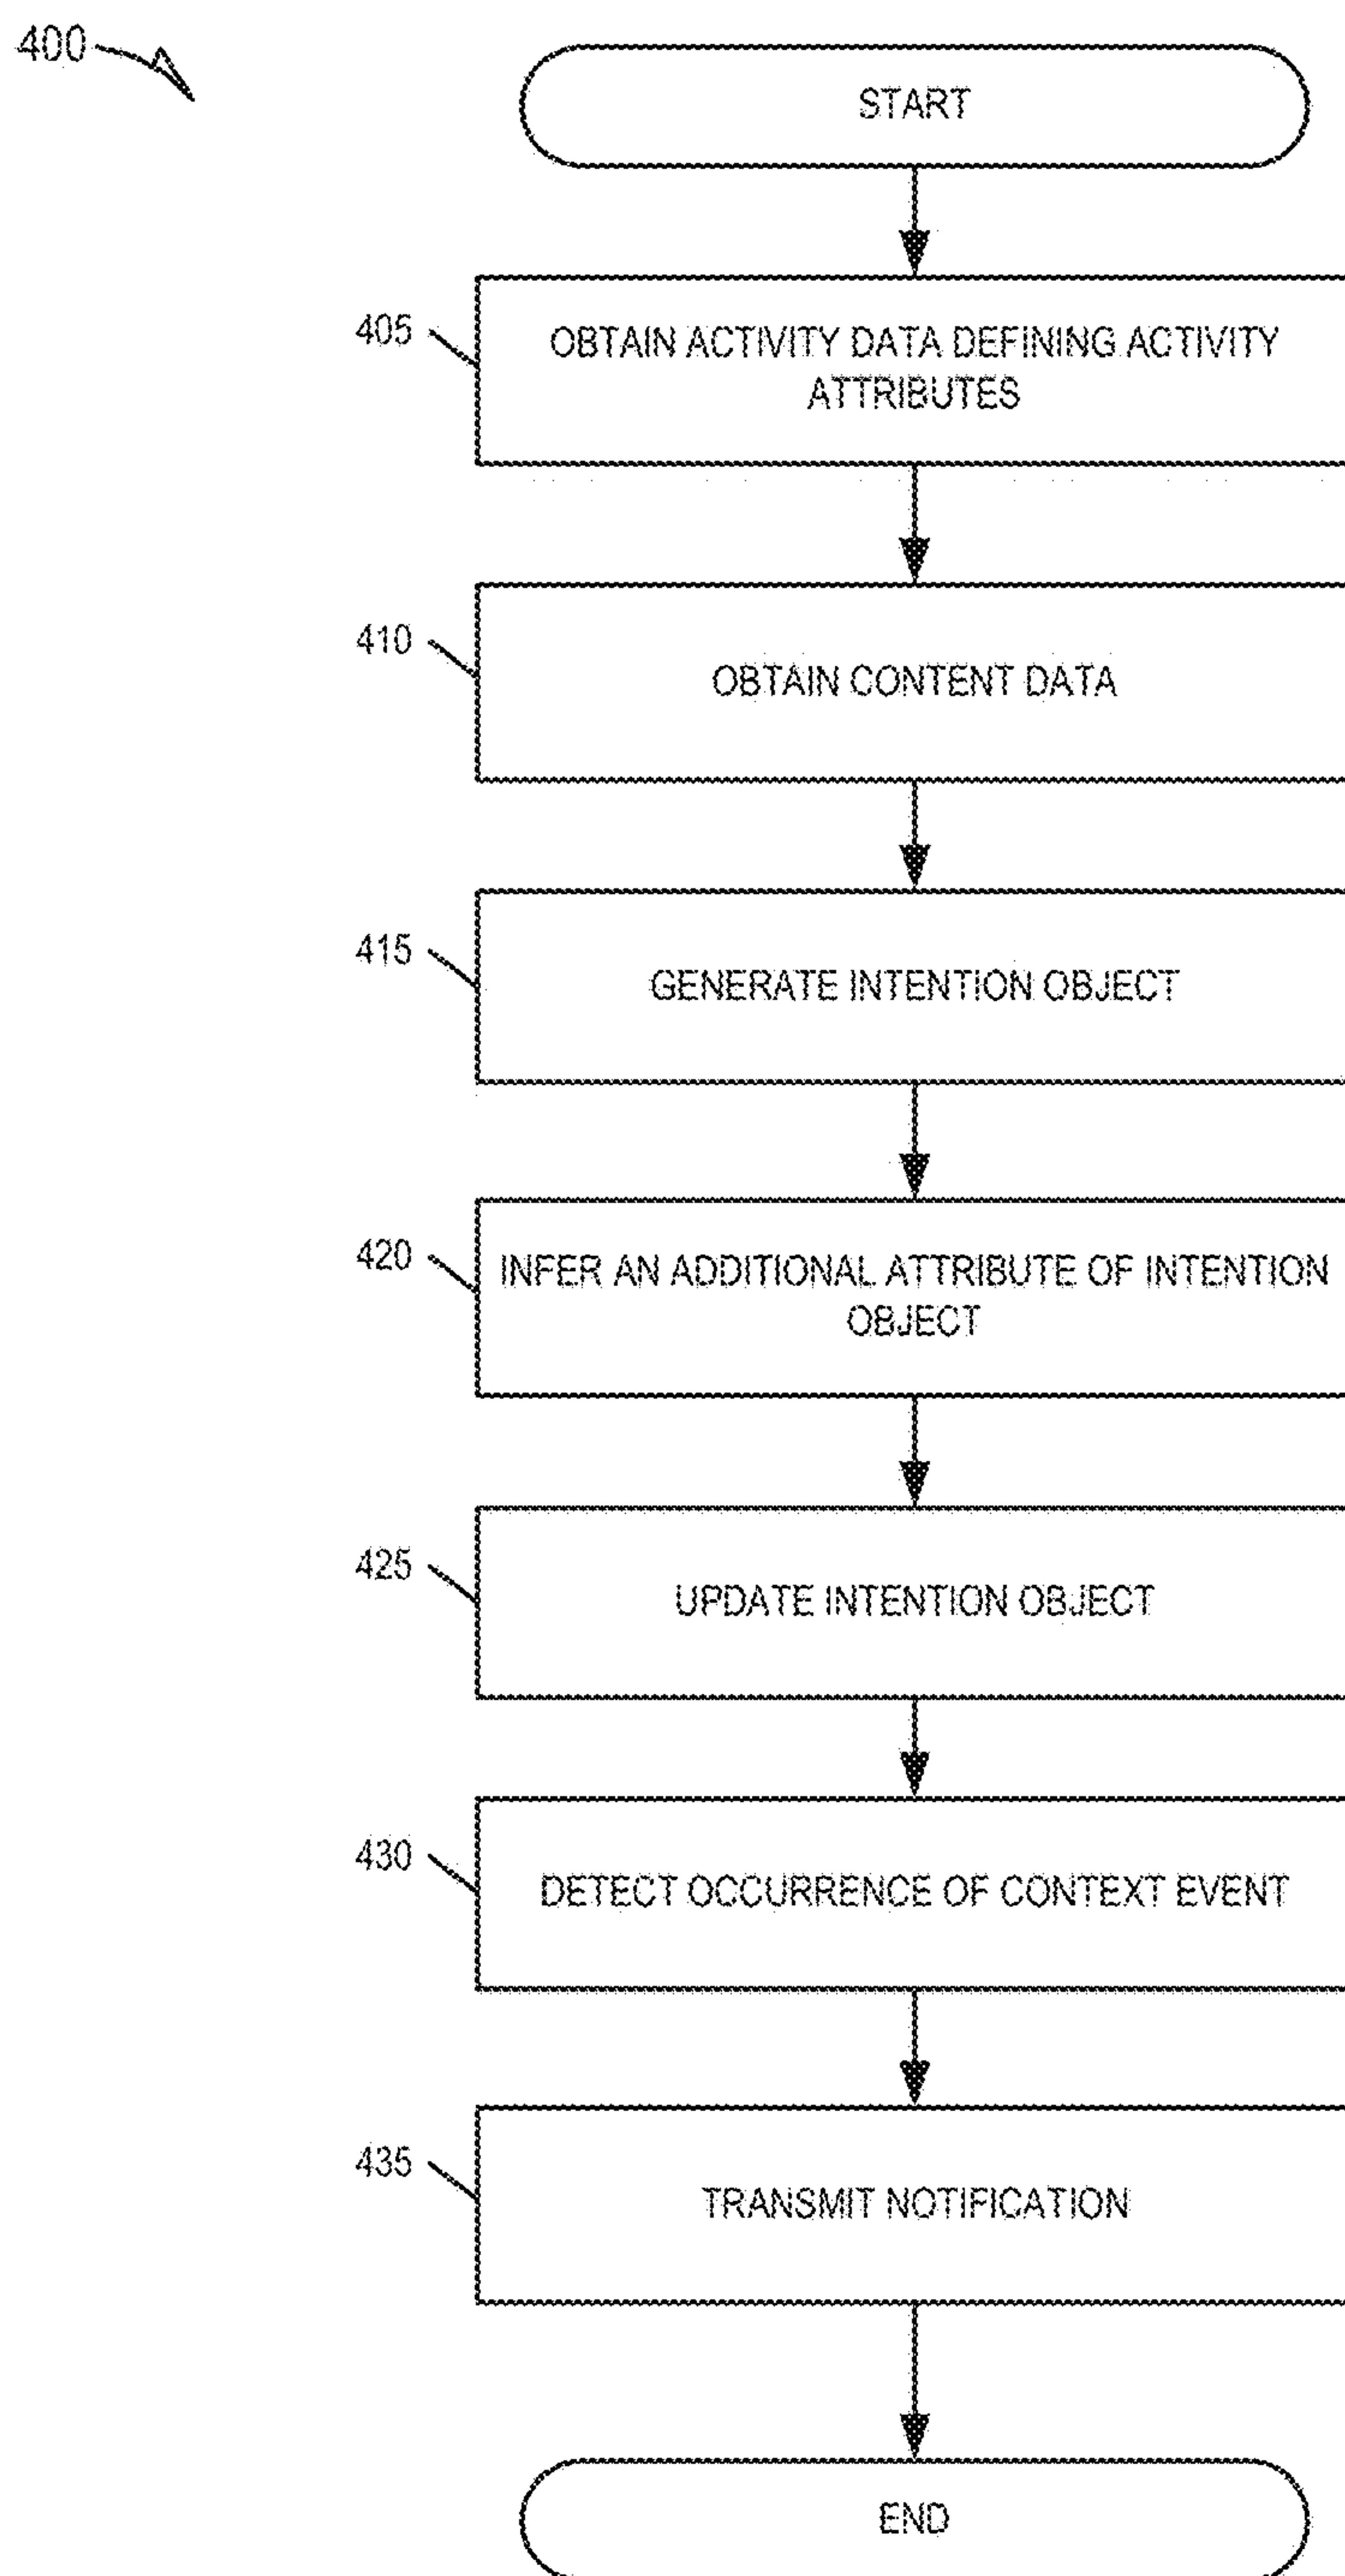 400
START
405
OBTAIN ACTIVITY DATA DEFINING ACTIVITY
ATTRIBUTES
410
OBTAIN CONTENT DATA
415
GENERATE INTENTION OBJECT
420
INFER AN ADDITIONAL ATTRIBUTE OF INTENTION
OBJECT
425
UPDATE INTENTION OBJECT
430
DETECT OCCURRENCE OF CONTEXT EVENT
435
TRANSMIT NOTIFICATION
END